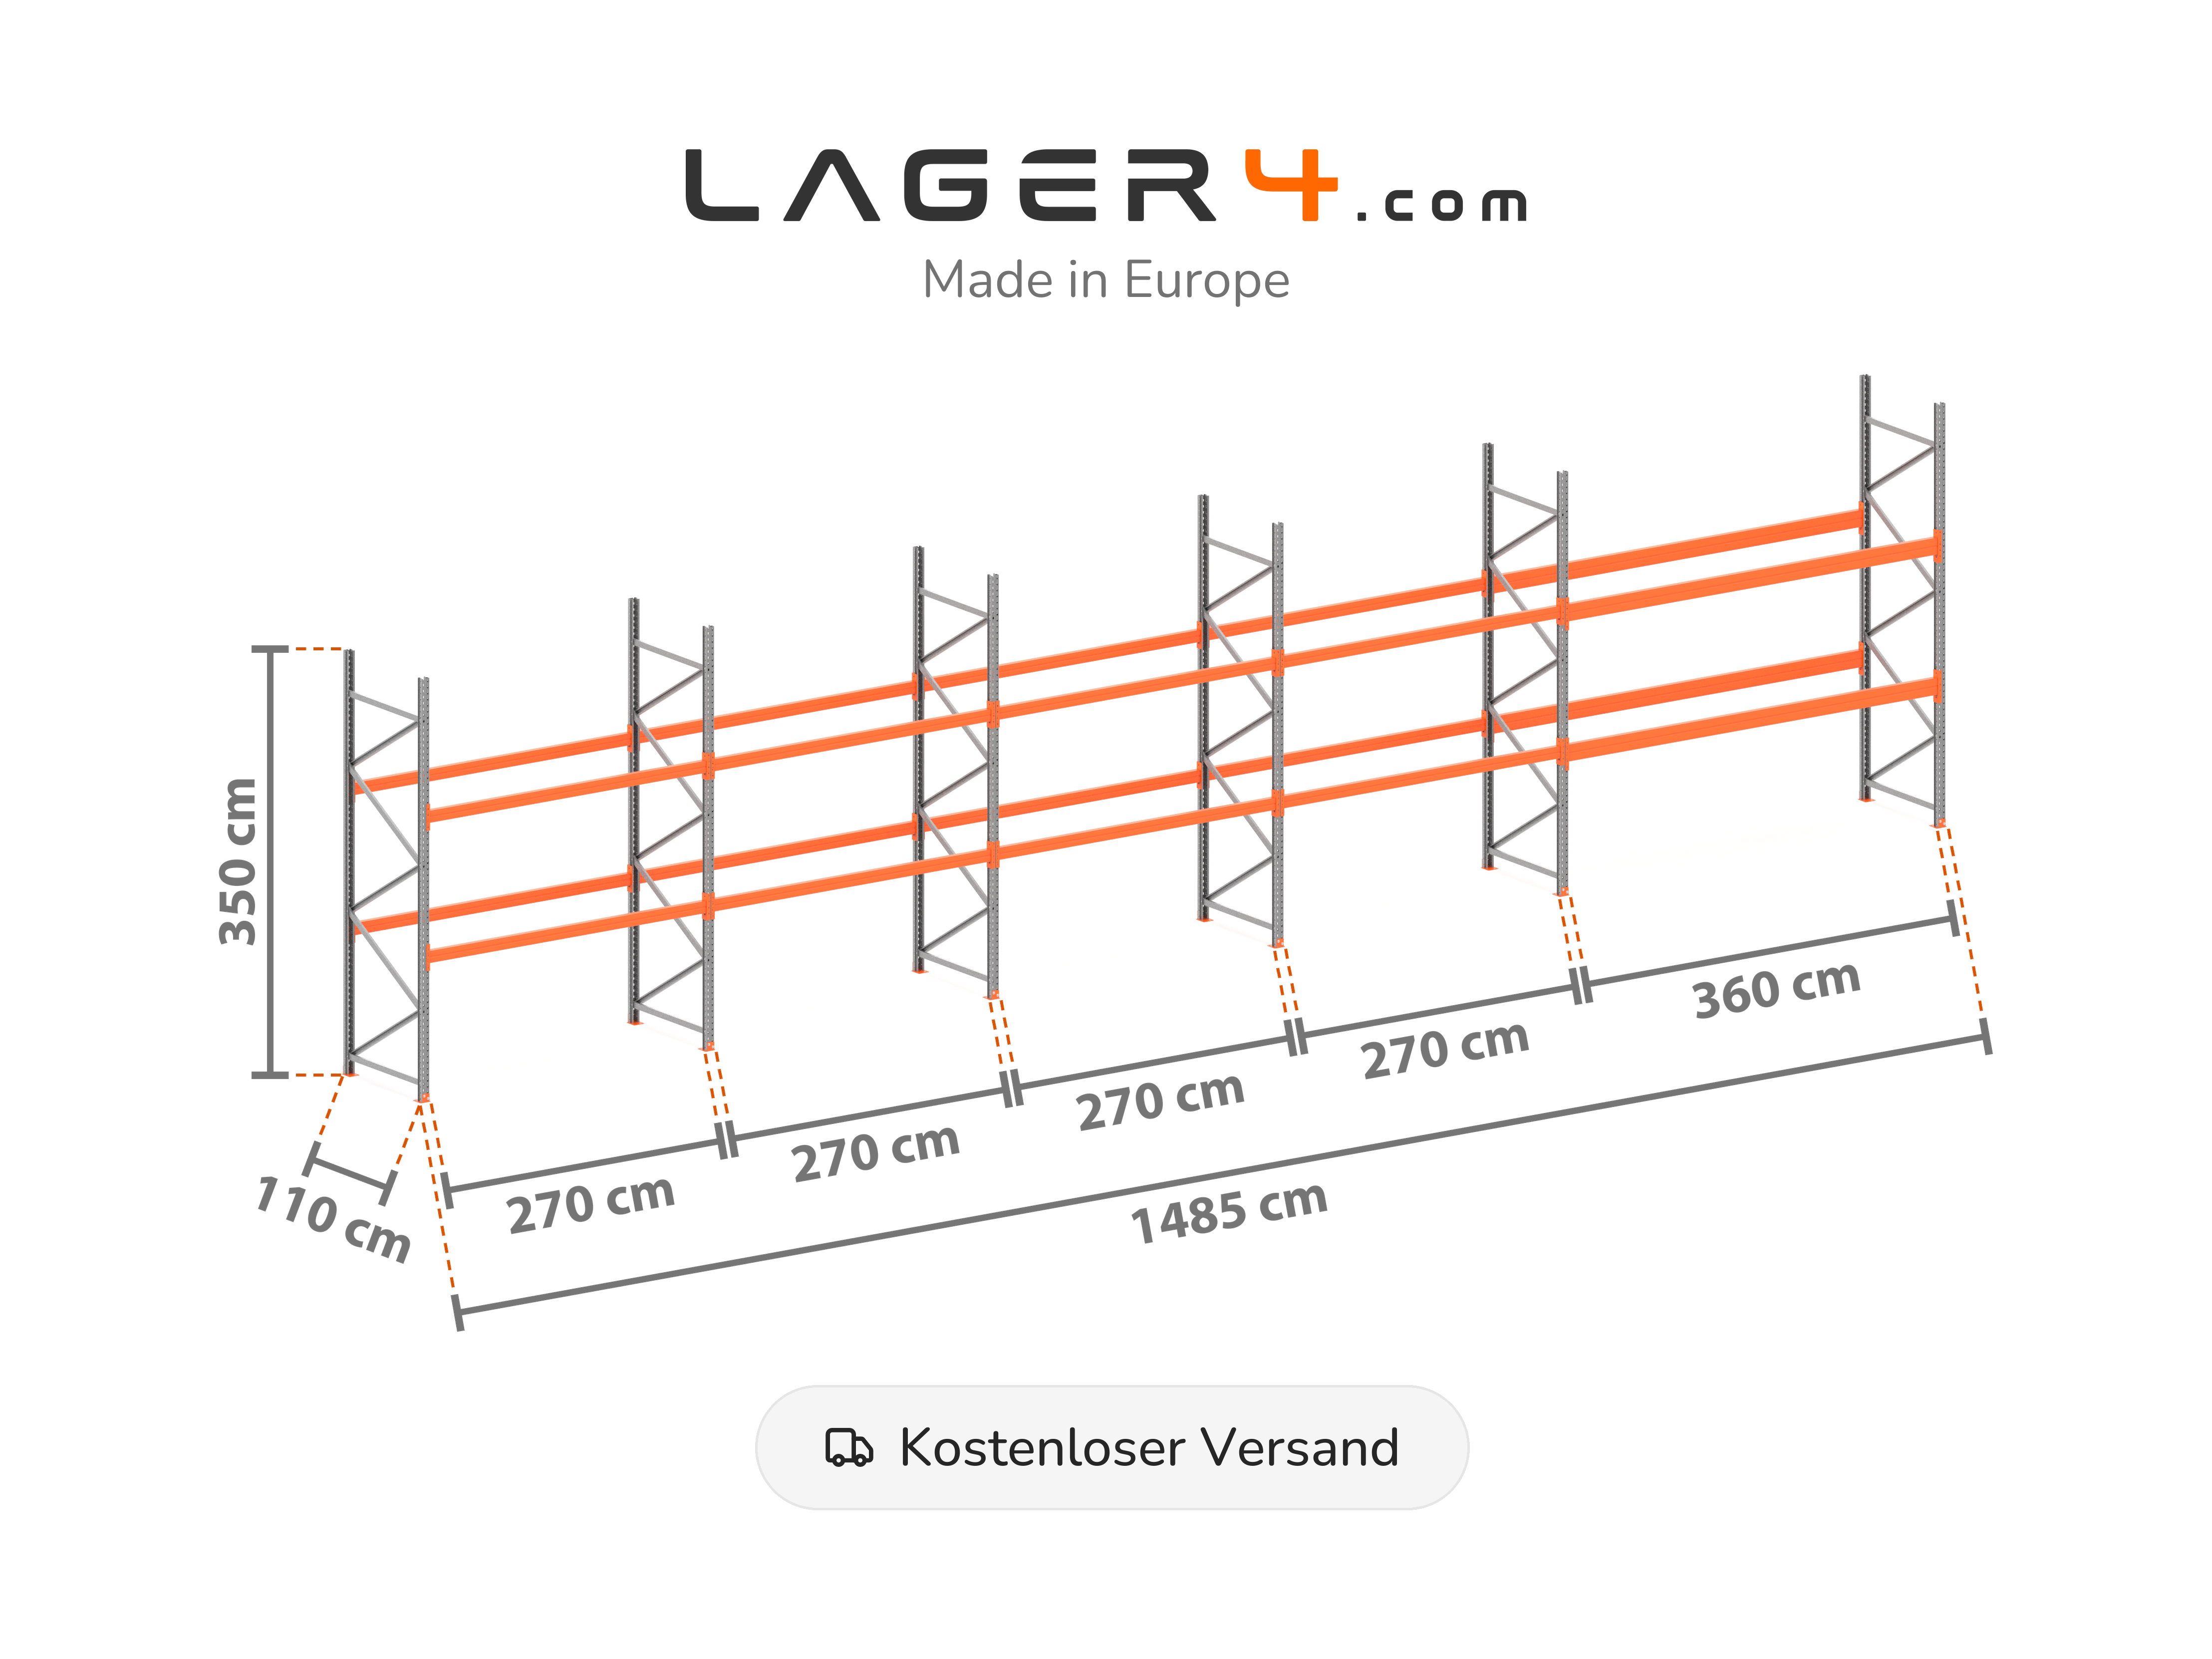 LAGER4.com
Made in Europe
350 cm
110 cm
270 cm
270 cm
270 cm
270 cm
360 cm
1485 cm
Kostenloser Versand